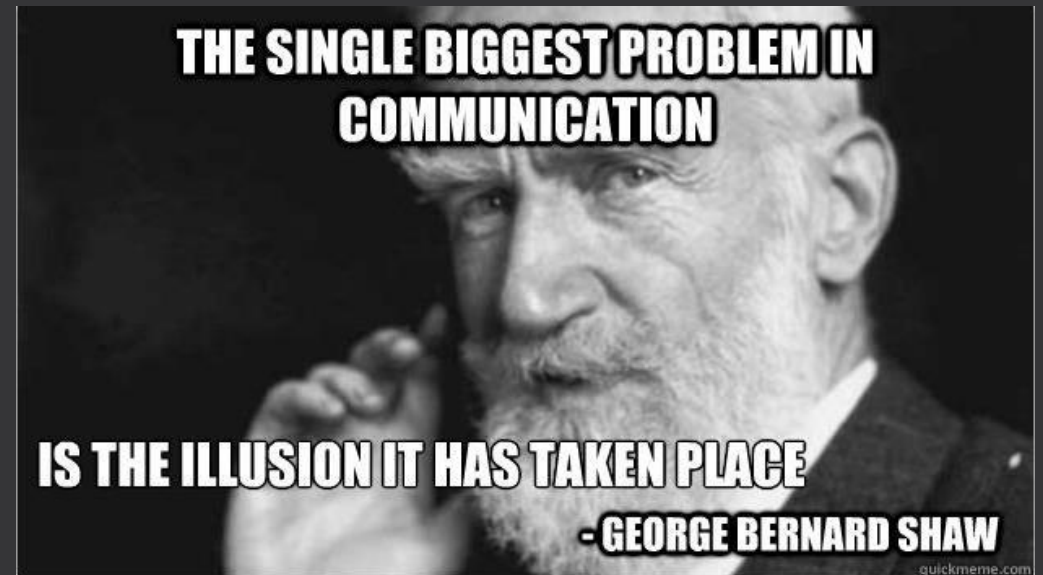 THE SINGLE BIGGEST PROBLEM IN
COMMUNICATION
IS THE ILLUSION IT HAS TAKEN PLACE
- GEORGE BERNARD SHAW
quickmeme.com